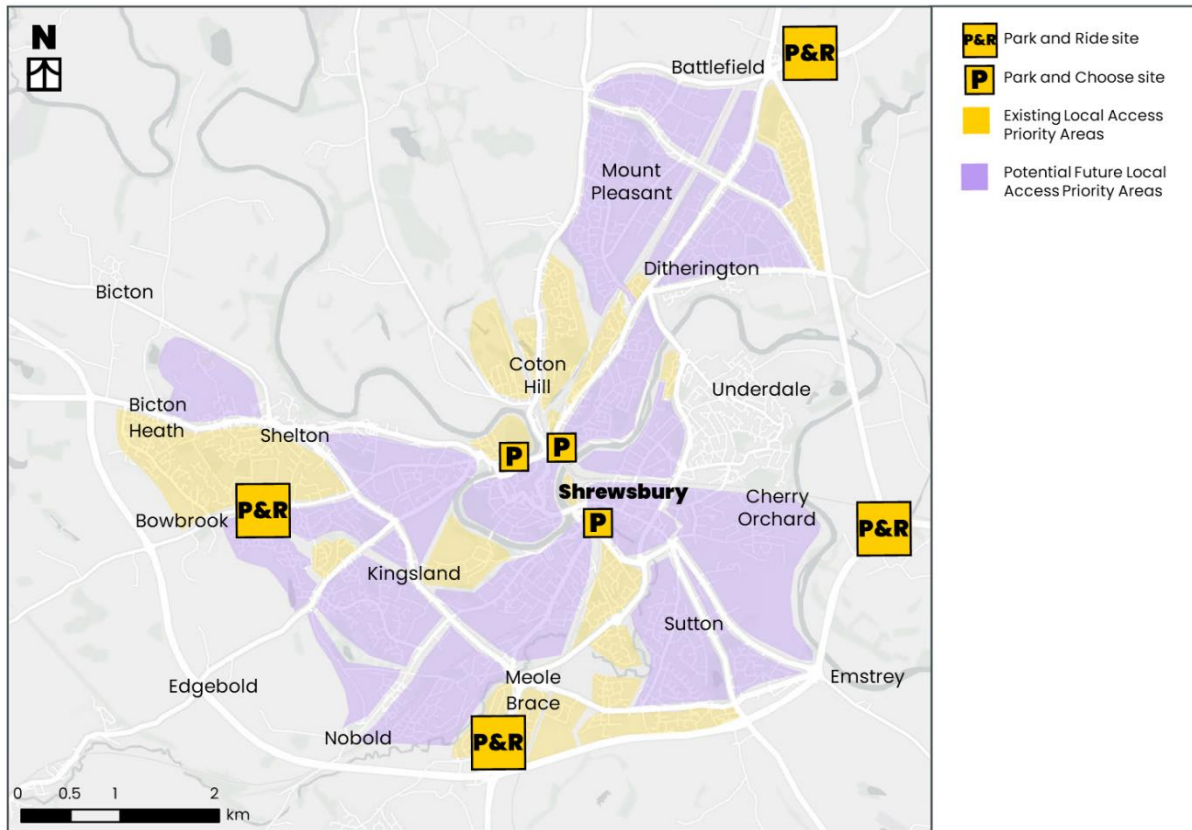 N
P&R
Battlefield
Mount
Pleasant
Ditherington
Bicton
Coton
Hill
Underdale
Bicton
Heath
Shelton
P
P
Shrewsbury
Cherry
Orchard
P&R
Bowbrook
P
P&R
Kingsland
Sutton
Edgebold
Meole
Brace
Emstrey
Nobold
P&R
0 0.5 1 2
km
P&R Park and Ride site
P Park and Choose site
Existing Local Access
Priority Areas
Potential Future Local
Access Priority Areas